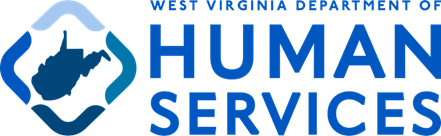 WEST VIRGINIA DEPARTMENT OF
HUMAN
SERVICES